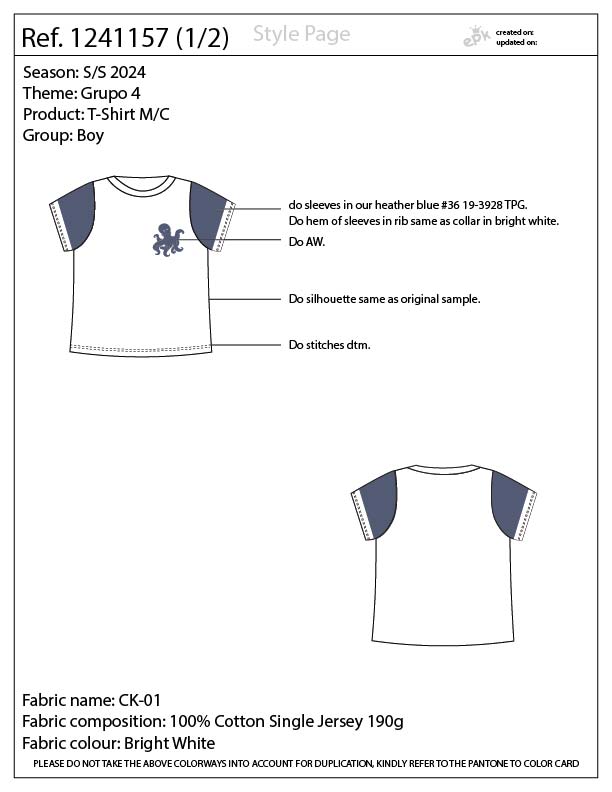 Ref. 1241157 (1/2)
Style Page
epk
created on:
updated on:
Season: S/S 2024
Theme: Grupo 4
Product: T-Shirt M/C
Group: Boy
do sleeves in our heather blue #36 19-3928 TPG.
Do hem of sleeves in rib same as collar in bright white.
Do AW.
Do silhouette same as original sample.
Do stitches dtm.
Fabric name: CK-01
Fabric composition: 100% Cotton Single Jersey 190g
Fabric colour: Bright White
PLEASE DO NOT TAKE THE ABOVE COLORWAYS INTO ACCOUNT FOR DUPLICATION, KINDLY REFER TO THE PANTONE TO COLOR CARD